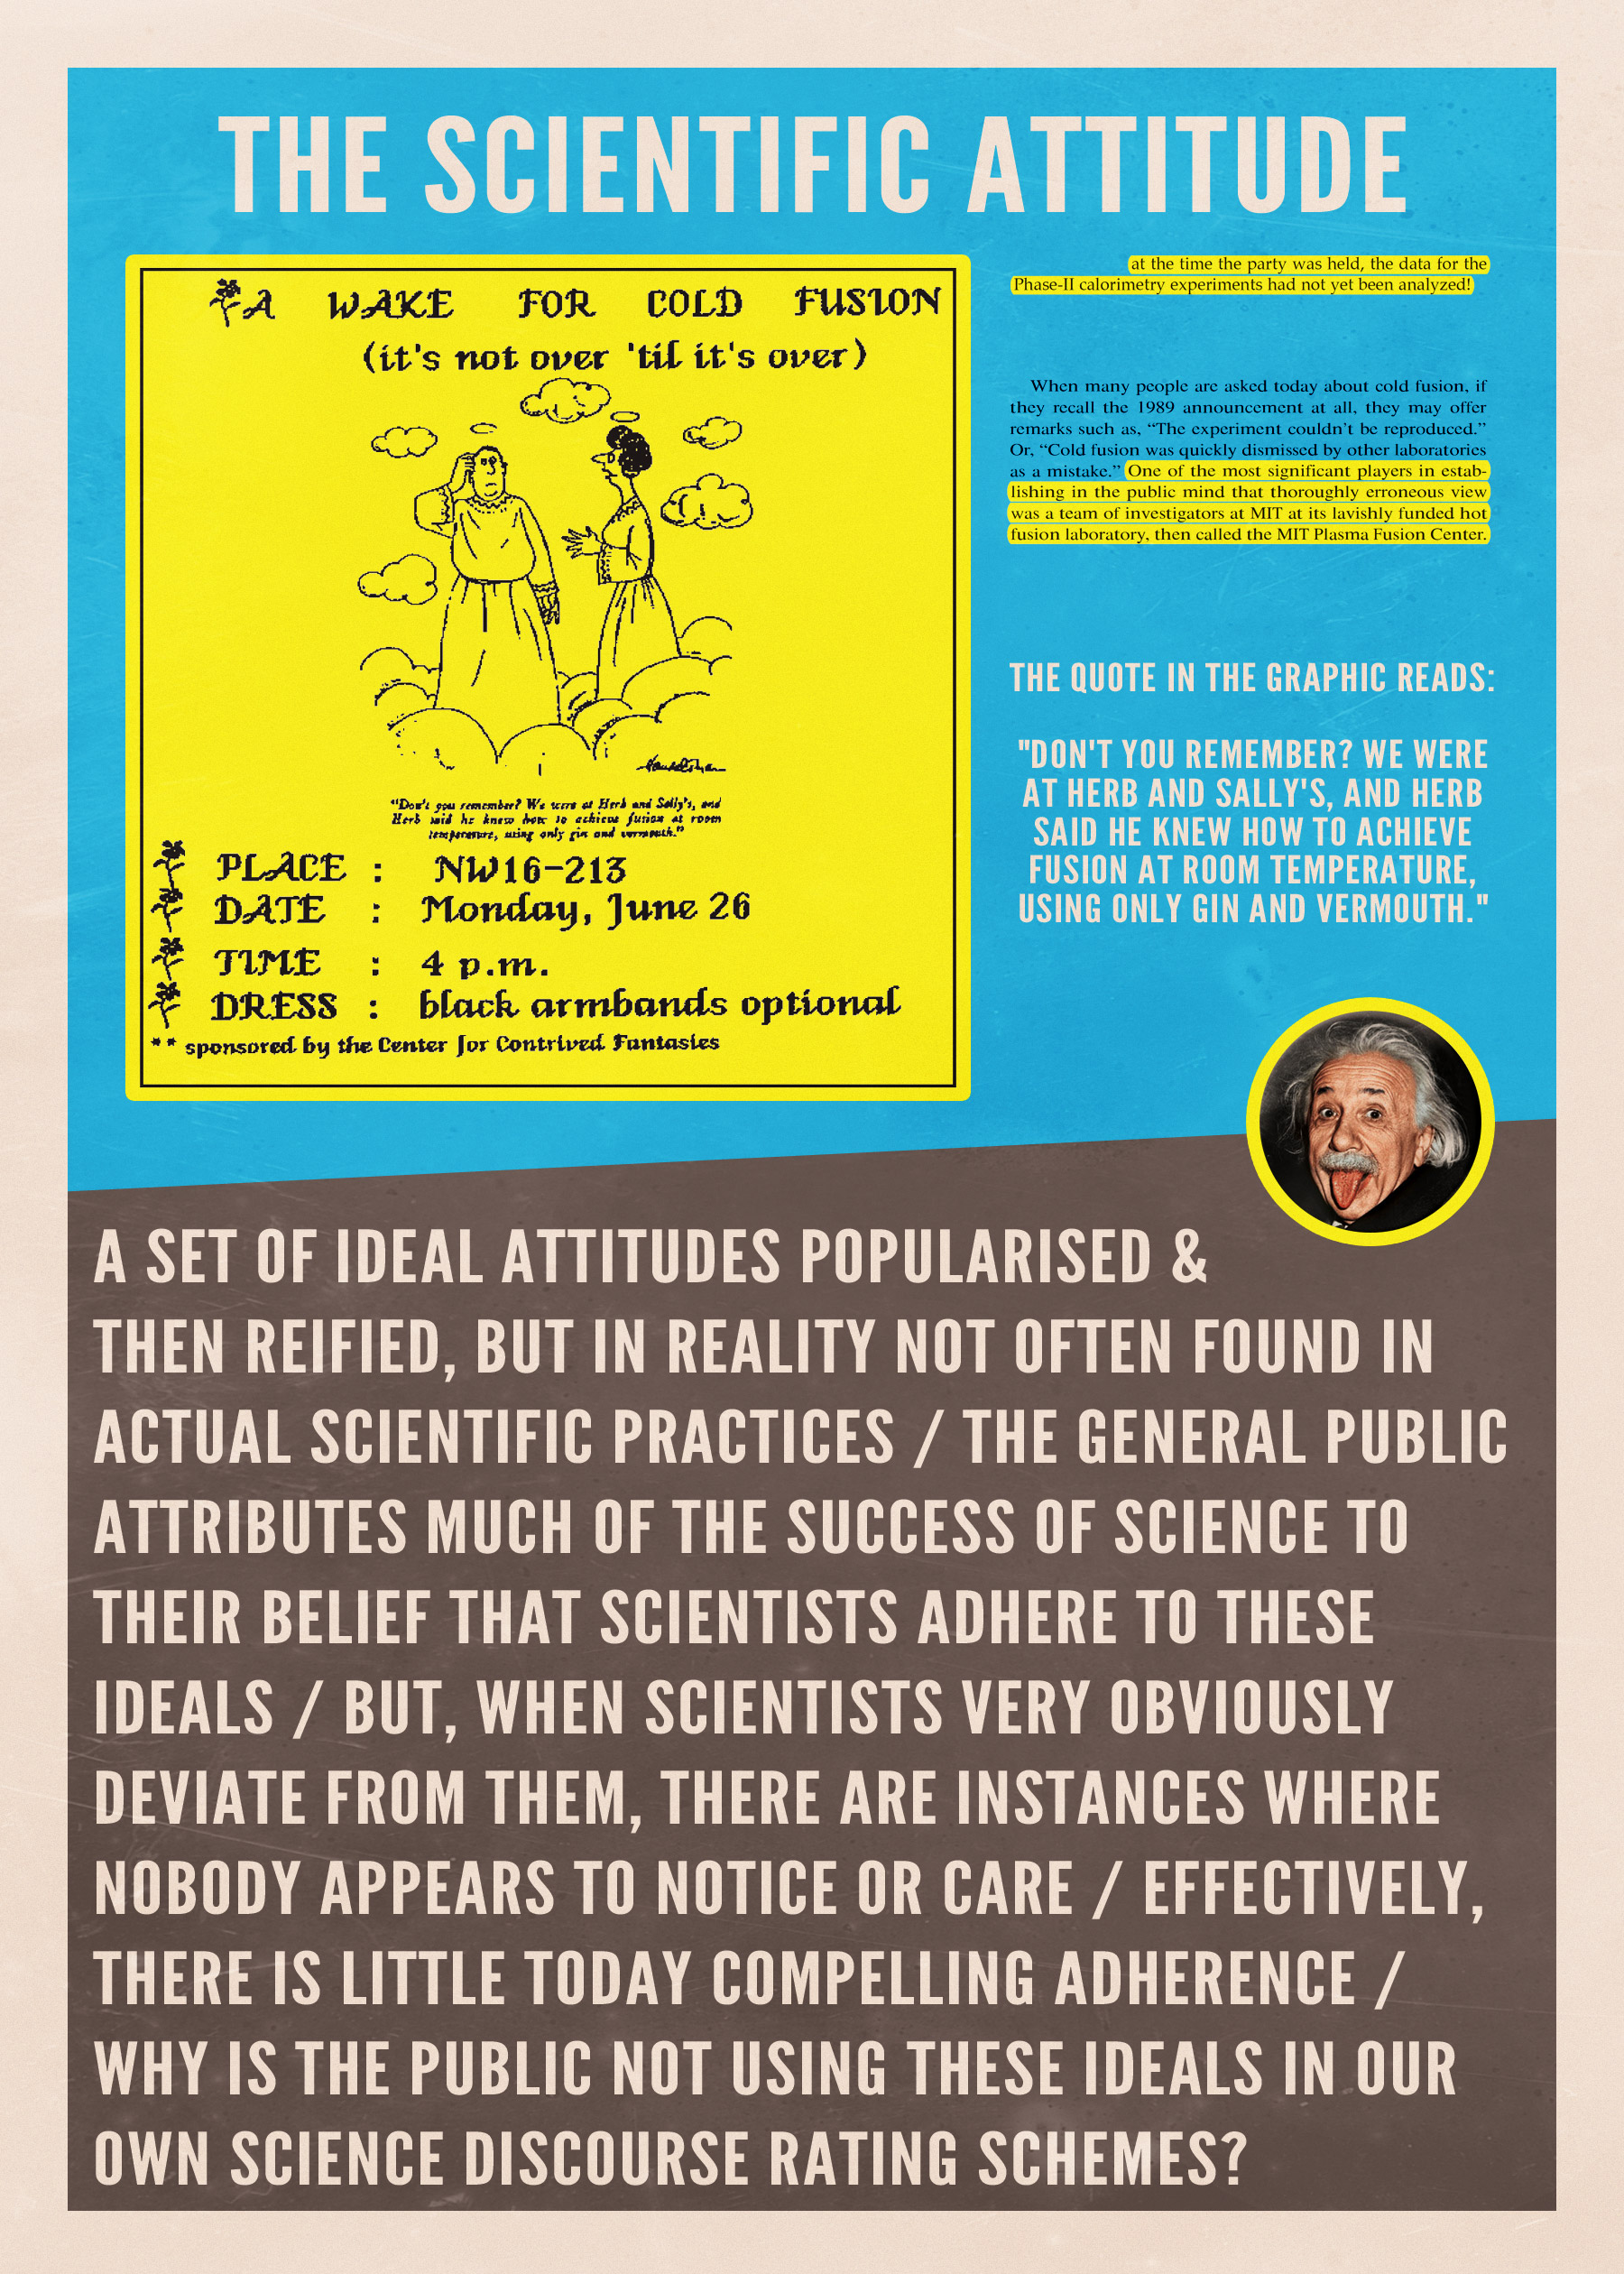 THE SCIENTIFIC ATTITUDE
A WAKE FOR COLD FUSION
(it's not over 'til it's over)
"Don't you remember? We were at Herb and Sally's, and
Herb said he knew how to achieve fusion at room
temperature, using only gin and vermouth."
PLACE : NW16-213
DATE : Monday, June 26
TIME : 4 p.m.
DRESS : black armbands optional
** sponsored by the Center for Contrived Fantasies
at the time the party was held, the data for the
Phase-II calorimetry experiments had not yet been analyzed!
When many people are asked today about cold fusion, if
they recall the 1989 announcement at all, they may offer
remarks such as, “The experiment couldn’t be reproduced.”
Or, “Cold fusion was quickly dismissed by other laboratories
as a mistake.” One of the most significant players in estab-
lishing in the public mind that thoroughly erroneous view
was a team of investigators at MIT at its lavishly funded hot
fusion laboratory, then called the MIT Plasma Fusion Center.
THE QUOTE IN THE GRAPHIC READS:
"DON'T YOU REMEMBER? WE WERE
AT HERB AND SALLY'S, AND HERB
SAID HE KNEW HOW TO ACHIEVE
FUSION AT ROOM TEMPERATURE,
USING ONLY GIN AND VERMOUTH."
A SET OF IDEAL ATTITUDES POPULARISED &
THEN REIFIED, BUT IN REALITY NOT OFTEN FOUND IN
ACTUAL SCIENTIFIC PRACTICES / THE GENERAL PUBLIC
ATTRIBUTES MUCH OF THE SUCCESS OF SCIENCE TO
THEIR BELIEF THAT SCIENTISTS ADHERE TO THESE
IDEALS / BUT, WHEN SCIENTISTS VERY OBVIOUSLY
DEVIATE FROM THEM, THERE ARE INSTANCES WHERE
NOBODY APPEARS TO NOTICE OR CARE / EFFECTIVELY,
THERE IS LITTLE TODAY COMPELLING ADHERENCE /
WHY IS THE PUBLIC NOT USING THESE IDEALS IN OUR
OWN SCIENCE DISCOURSE RATING SCHEMES?